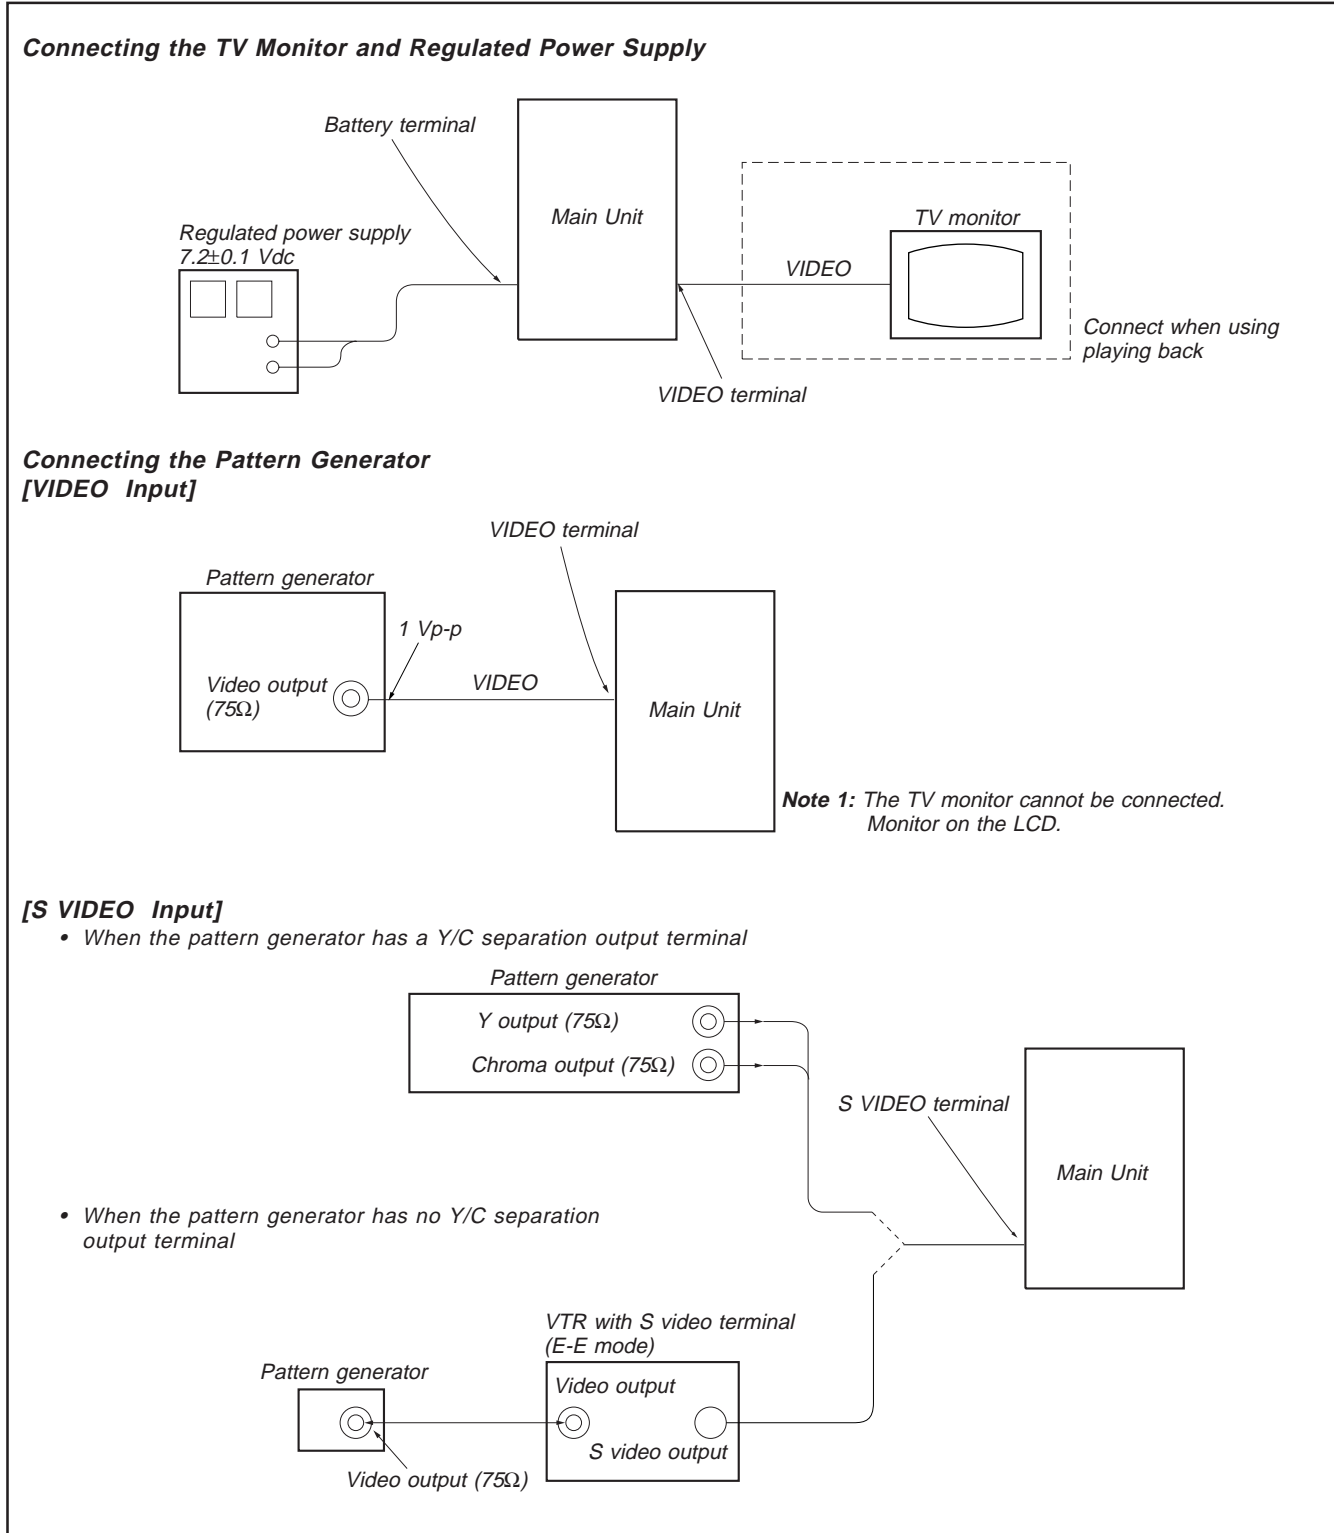 Connecting the TV Monitor and Regulated Power Supply
Battery terminal
Main Unit
TV monitor
Regulated power supply
7.2±0.1 Vdc
VIDEO
Connect when using
playing back
VIDEO terminal
Connecting the Pattern Generator
[VIDEO Input]
VIDEO terminal
Pattern generator
1 Vp-p
Video output
(75Ω)
VIDEO
Main Unit
Note 1: The TV monitor cannot be connected.
Monitor on the LCD.
[S VIDEO Input]
• When the pattern generator has a Y/C separation output terminal
Pattern generator
Y output (75Ω)
Chroma output (75Ω)
S VIDEO terminal
Main Unit
• When the pattern generator has no Y/C separation
output terminal
VTR with S video terminal
(E-E mode)
Pattern generator
Video output
S video output
Video output (75Ω)